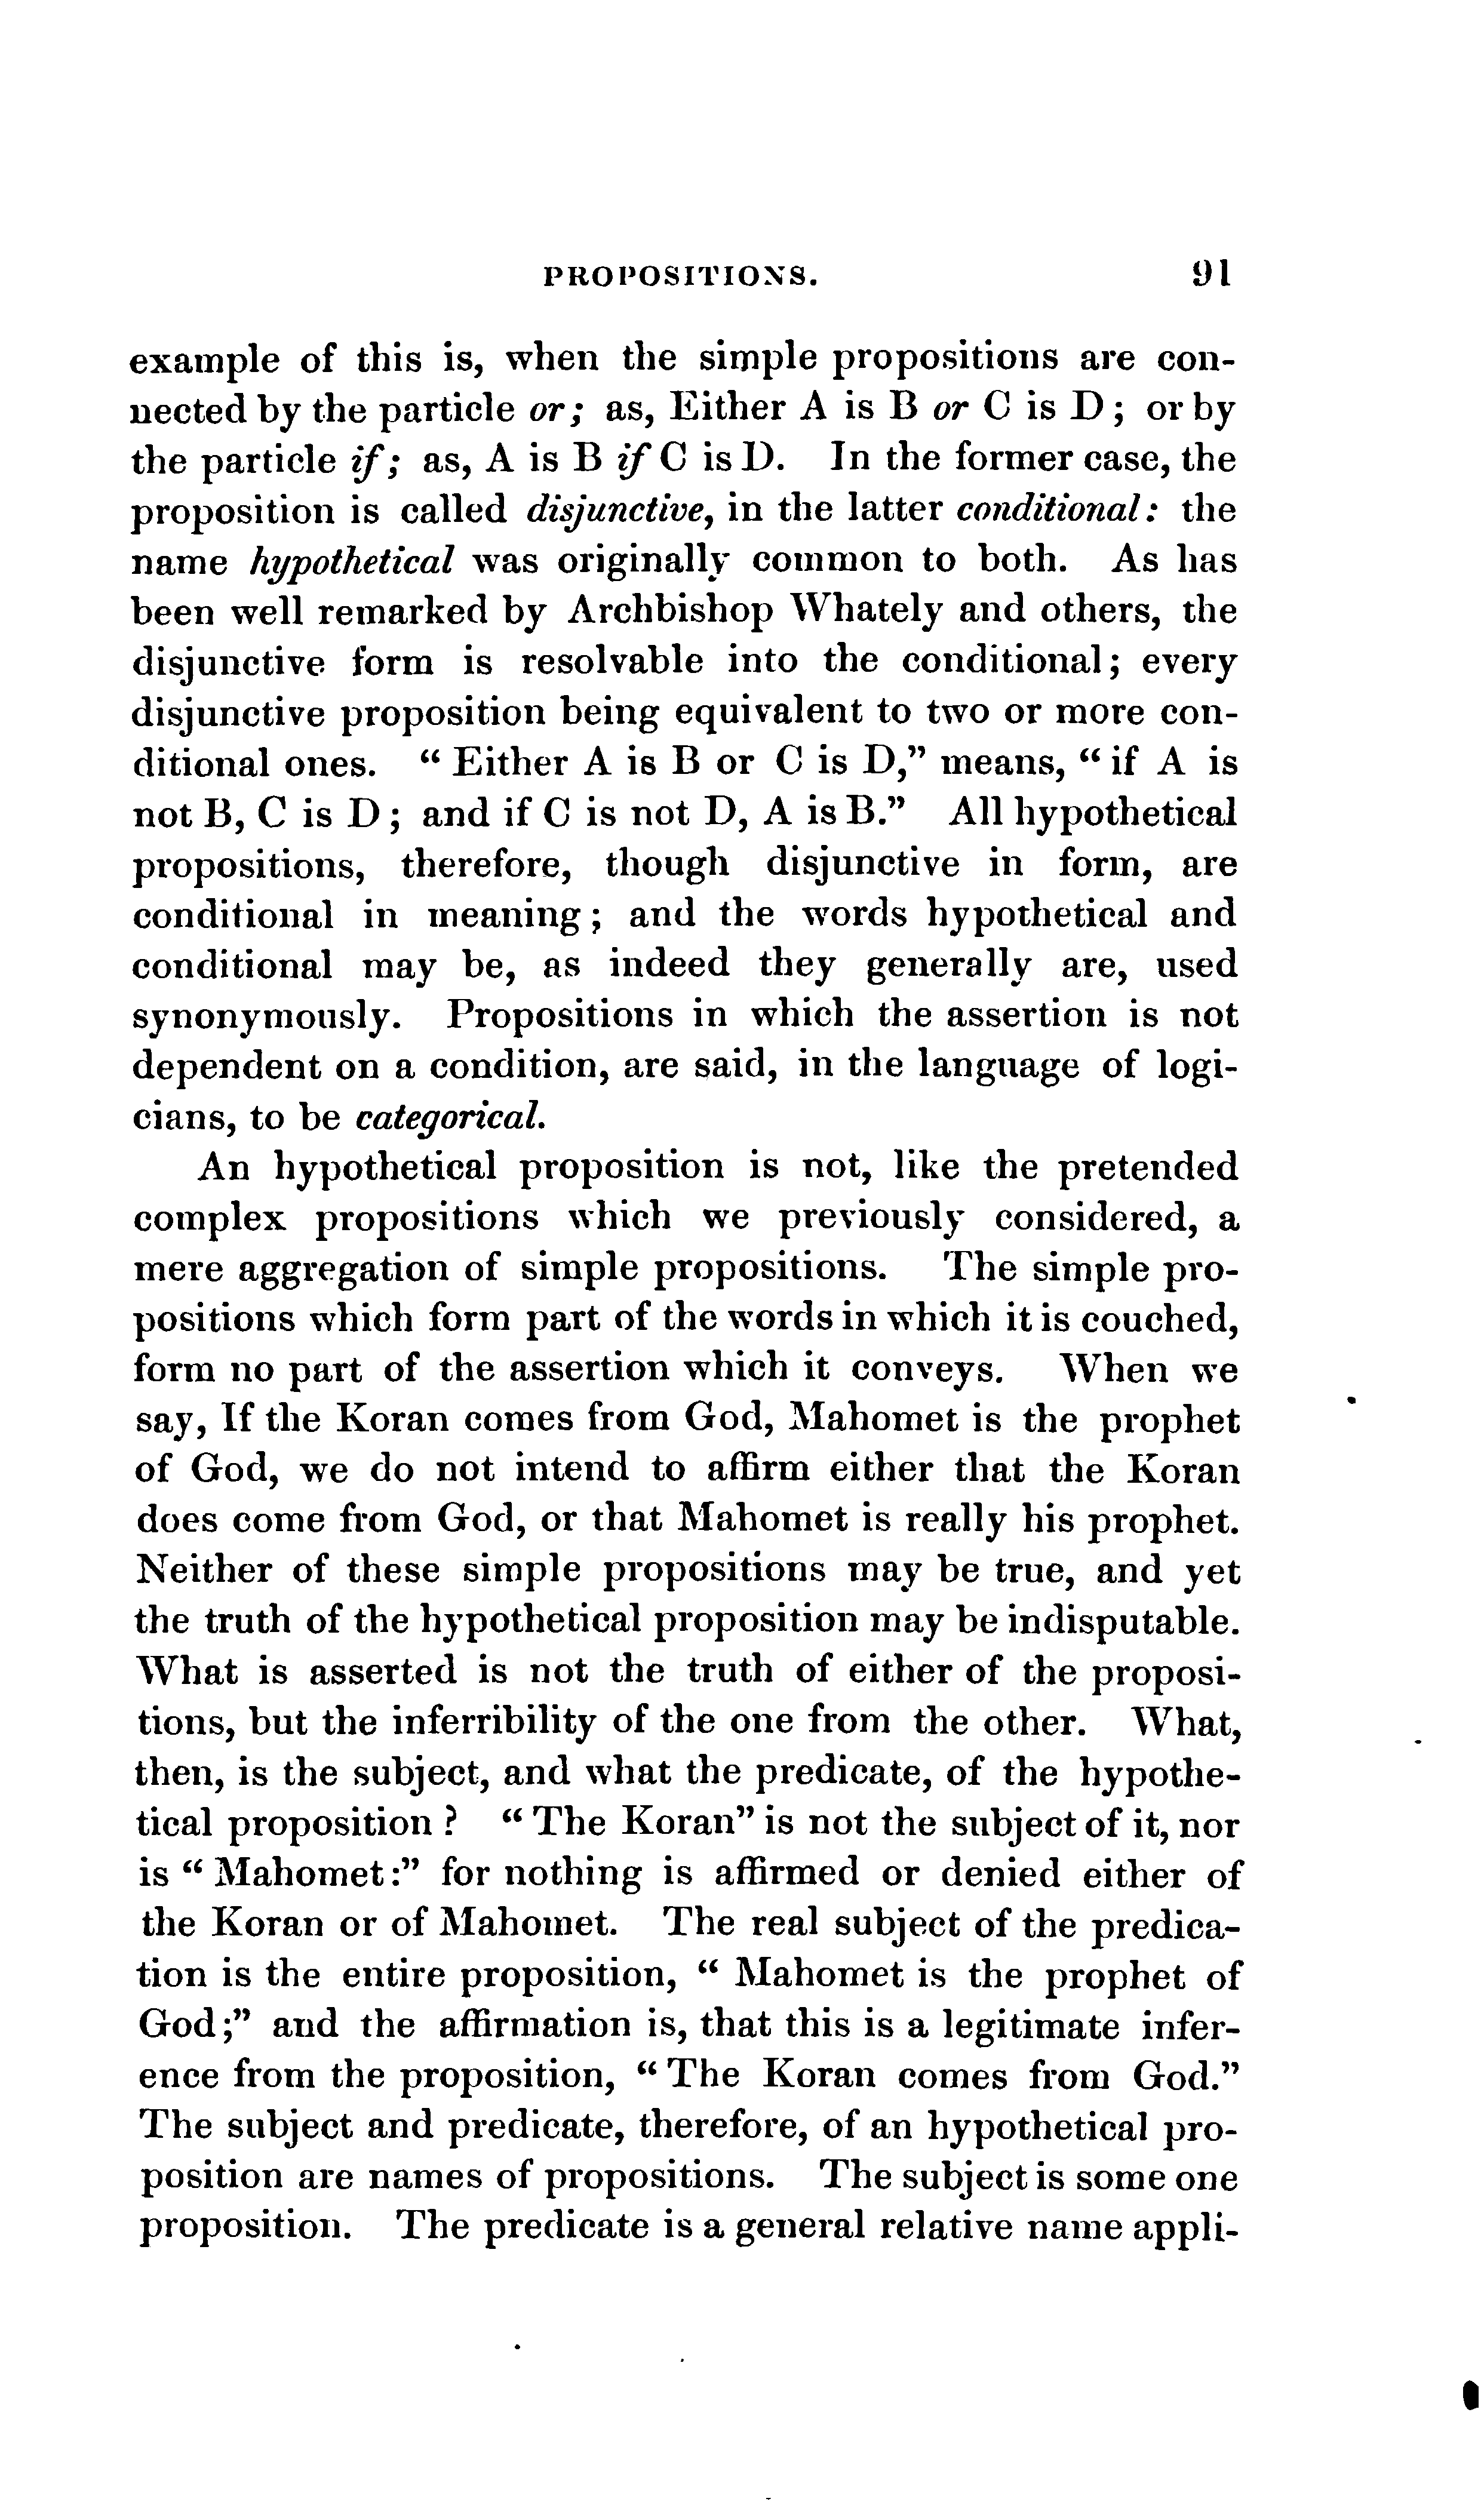 PROPOSITIONS. 91
example of this is, when the simple propositions are con-
nected by the particle or; as, Either A is B or C is D; or by
the particle if; as, A is B if C is D. In the former case, the
proposition is called disjunctive, in the latter conditional: the
name hypothetical was originally common to both. As has
been well remarked by Archbishop Whately and others, the
disjunctive form is resolvable into the conditional; every
disjunctive proposition being equivalent to two or more con-
ditional ones. “Either A is B or C is D,” means, “if A is
not B, C is D; and if C is not D, A is B.” All hypothetical
propositions, therefore, though disjunctive in form, are
conditional in meaning; and the words hypothetical and
conditional may be, as indeed they generally are, used
synonymously. Propositions in which the assertion is not
dependent on a condition, are said, in the language of logi-
cians, to be categorical.
An hypothetical proposition is not, like the pretended
complex propositions which we previously considered, a
mere aggregation of simple propositions. The simple pro-
positions which form part of the words in which it is couched,
form no part of the assertion which it conveys. When we
say, If the Koran comes from God, Mahomet is the prophet
of God, we do not intend to affirm either that the Koran
does come from God, or that Mahomet is really his prophet.
Neither of these simple propositions may be true, and yet
the truth of the hypothetical proposition may be indisputable.
What is asserted is not the truth of either of the proposi-
tions, but the inferribility of the one from the other. What,
then, is the subject, and what the predicate, of the hypothe-
tical proposition? “The Koran” is not the subject of it, nor
is “Mahomet:” for nothing is affirmed or denied either of
the Koran or of Mahomet. The real subject of the predica-
tion is the entire proposition, “Mahomet is the prophet of
God;” and the affirmation is, that this is a legitimate infer-
ence from the proposition, “The Koran comes from God.”
The subject and predicate, therefore, of an hypothetical pro-
position are names of propositions. The subject is some one
proposition. The predicate is a general relative name appli-